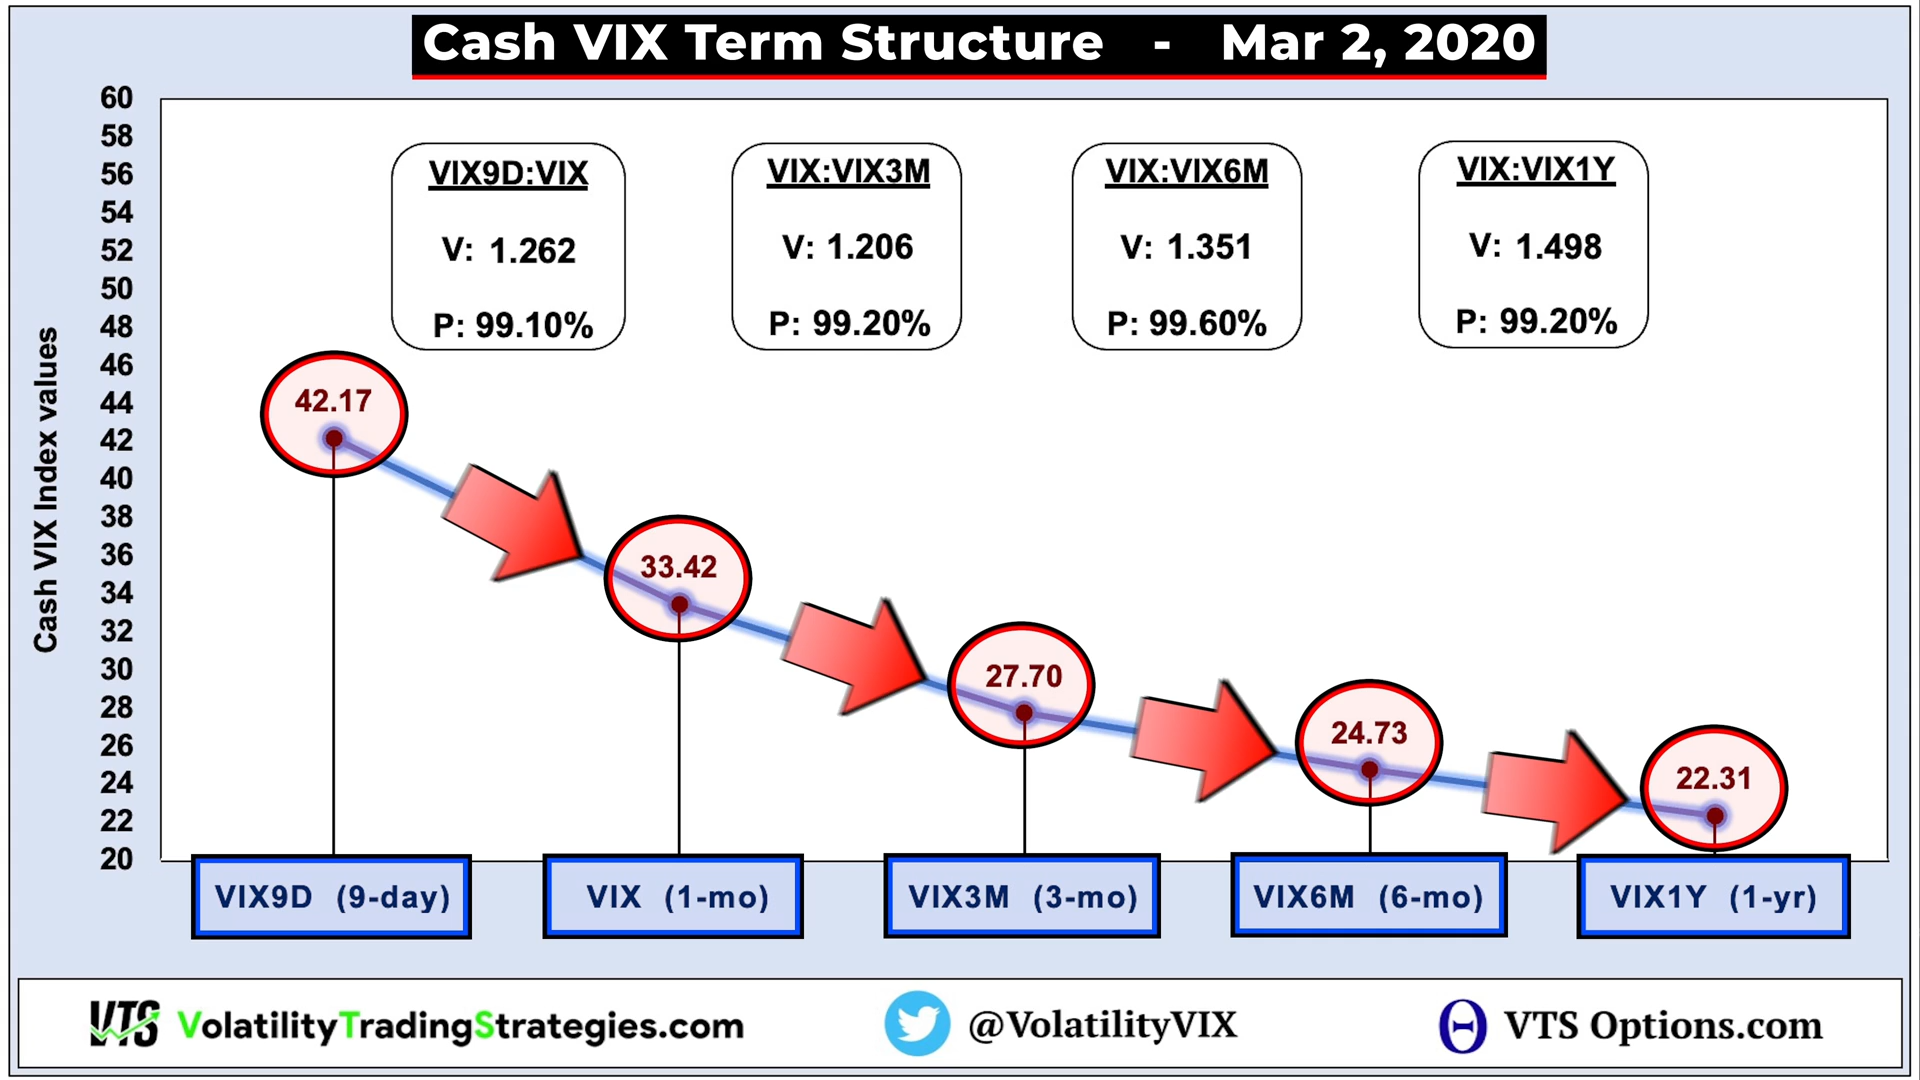 Cash VIX Term Structure - Mar 2, 2020
Cash VIX Index values
60
58
56
54
52
50
48
46
44
42
40
38
36
34
32
30
28
26
24
22
20
VIX9D:VIX
V: 1.262
P: 99.10%
VIX:VIX3M
V: 1.206
P: 99.20%
VIX:VIX6M
V: 1.351
P: 99.60%
VIX:VIX1Y
V: 1.498
P: 99.20%
42.17
33.42
27.70
24.73
22.31
VIX9D (9-day)
VIX (1-mo)
VIX3M (3-mo)
VIX6M (6-mo)
VIX1Y (1-yr)
VTS VolatilityTradingStrategies.com
@VolatilityVIX
VTS Options.com